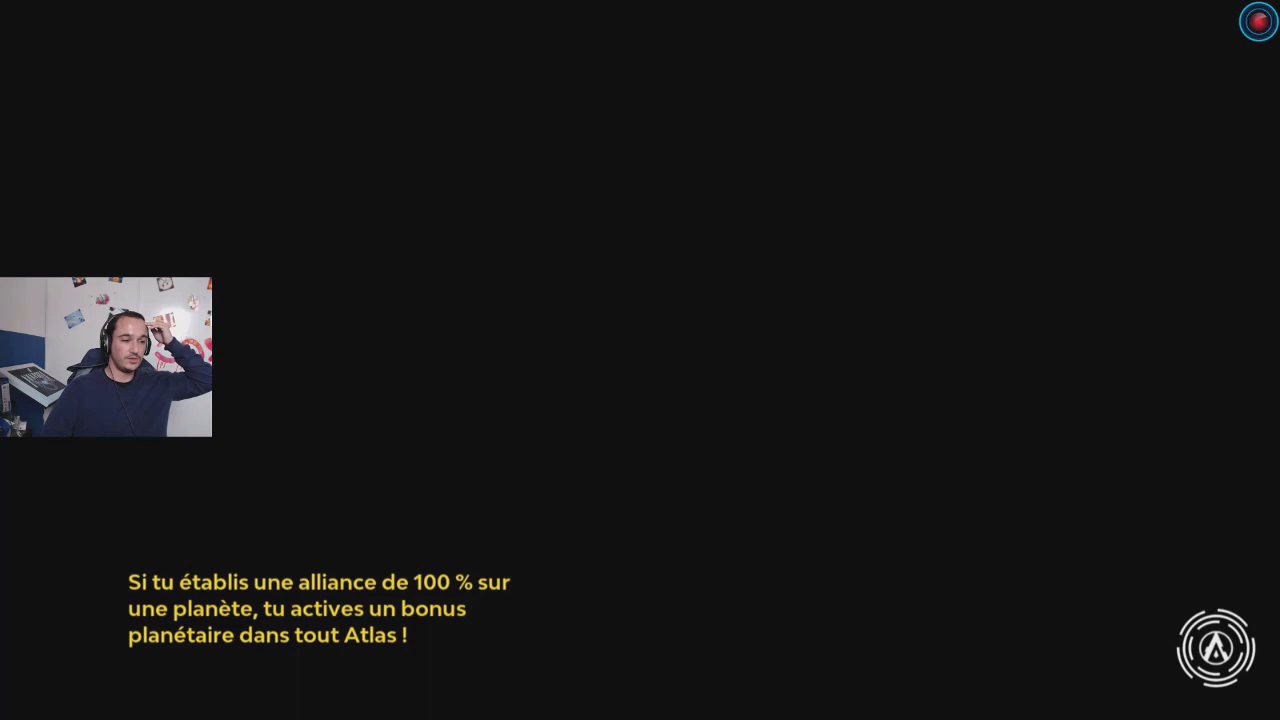 Si tu établis une alliance de 100 % sur
une planète, tu actives un bonus
planétaire dans tout Atlas !